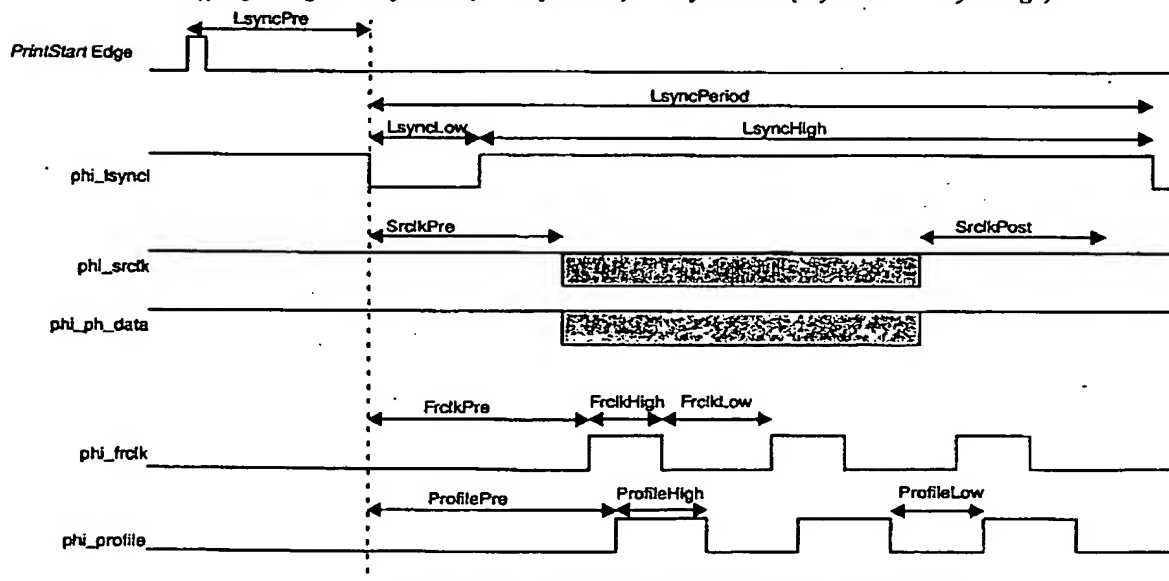 LsyncPre
PrintStart Edge
LsyncPeriod
LsyncLow
LsyncHigh
phi_lsyncl
SrclkPre
SrclkPost
phi_srclk
phi_ph_data
FrclkPre
FrclkHigh
FrclkLow
phi_frclk
ProfilePre
ProfileHigh
ProfileLow
phi_profile